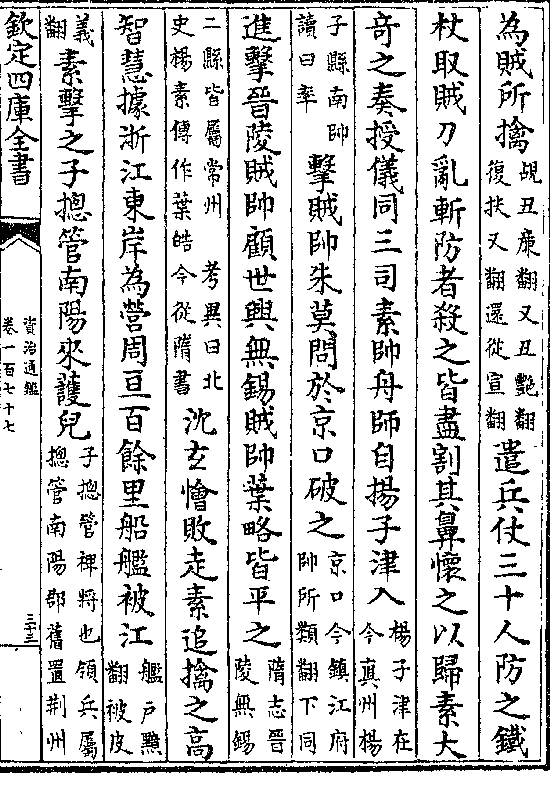 為賊所擒覘丑亷翻又丑艷翻復扶又翻還從宣翻遣兵仗三十人防之鐵
杖取賊刀亂斬防者殺之皆盡割其鼻懷之以歸素大
竒之奏授儀同三司素帥舟師自揚子津入楊子津在今真州楊
子縣南帥讀曰率擊賊帥朱莫問於京口破之京口今鎮江府帥所類翻下同
進擊晉陵賊帥顧世興無錫賊帥葉略皆平之隋志晉陵無錫
二縣皆屬常州考異曰北史楊素傳作葉皓今從隋書沈玄懀敗走素追擒之高
智慧據浙江東岸為營周亘百餘里船艦被江艦戸黤翻被皮
義翻素擊之子摠管南陽來護兒子摠管裨將也領兵屬摠管南陽郡舊置荆州
欽定四庫全書
資治通鑑
卷一百七十七
三十三